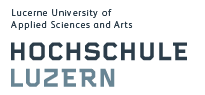 Lucerne University of
Applied Sciences and Arts
HOCHSCHULE
LUZERN